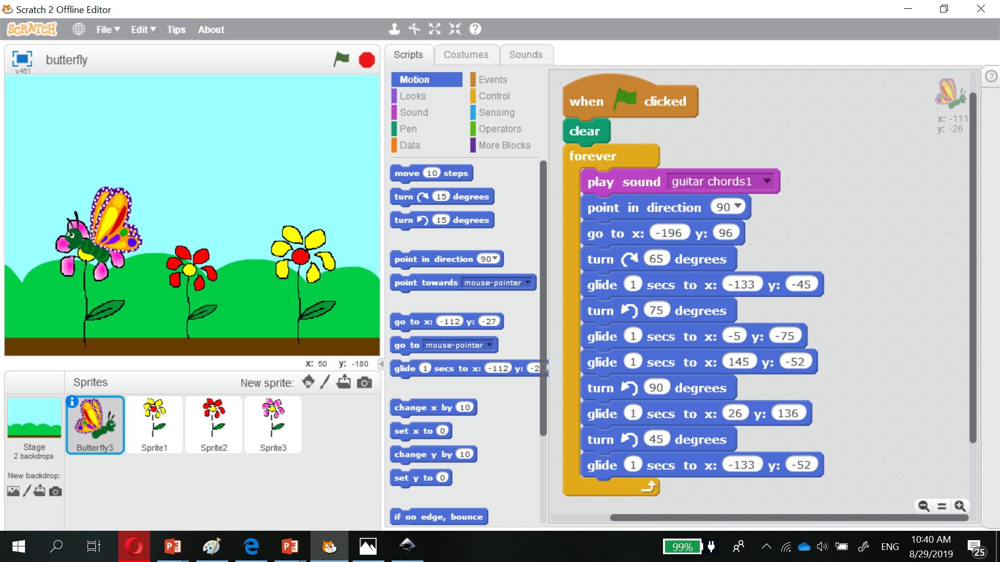 Scratch 2 Offline Editor
SCRATCH File Edit Tips About
v461
butterfly
x: 50 y: -180
Sprites New sprite:
Butterfly3 Sprite1 Sprite2 Sprite3
Stage
2 backdrops
New backdrop:
Scripts Costumes Sounds
Motion Events
Looks Control
Sound Sensing
Pen Operators
Data More Blocks
move 10 steps
turn 15 degrees
turn 15 degrees
point in direction 90
point towards mouse-pointer
go to x: -112 y: -27
go to mouse-pointer
glide 1 secs to x: -112 y: -27
change x by 10
set x to 0
change y by 10
set y to 0
if on edge, bounce
when clicked
clear
forever
play sound guitar chords1
point in direction 90
go to x: -196 y: 96
turn 65 degrees
glide 1 secs to x: -133 y: -45
turn 75 degrees
glide 1 secs to x: -5 y: -75
glide 1 secs to x: 145 y: -52
turn 90 degrees
glide 1 secs to x: 26 y: 136
turn 45 degrees
glide 1 secs to x: -133 y: -52
x: -111
y: -26
99% ENG
10:40 AM
8/29/2019
25